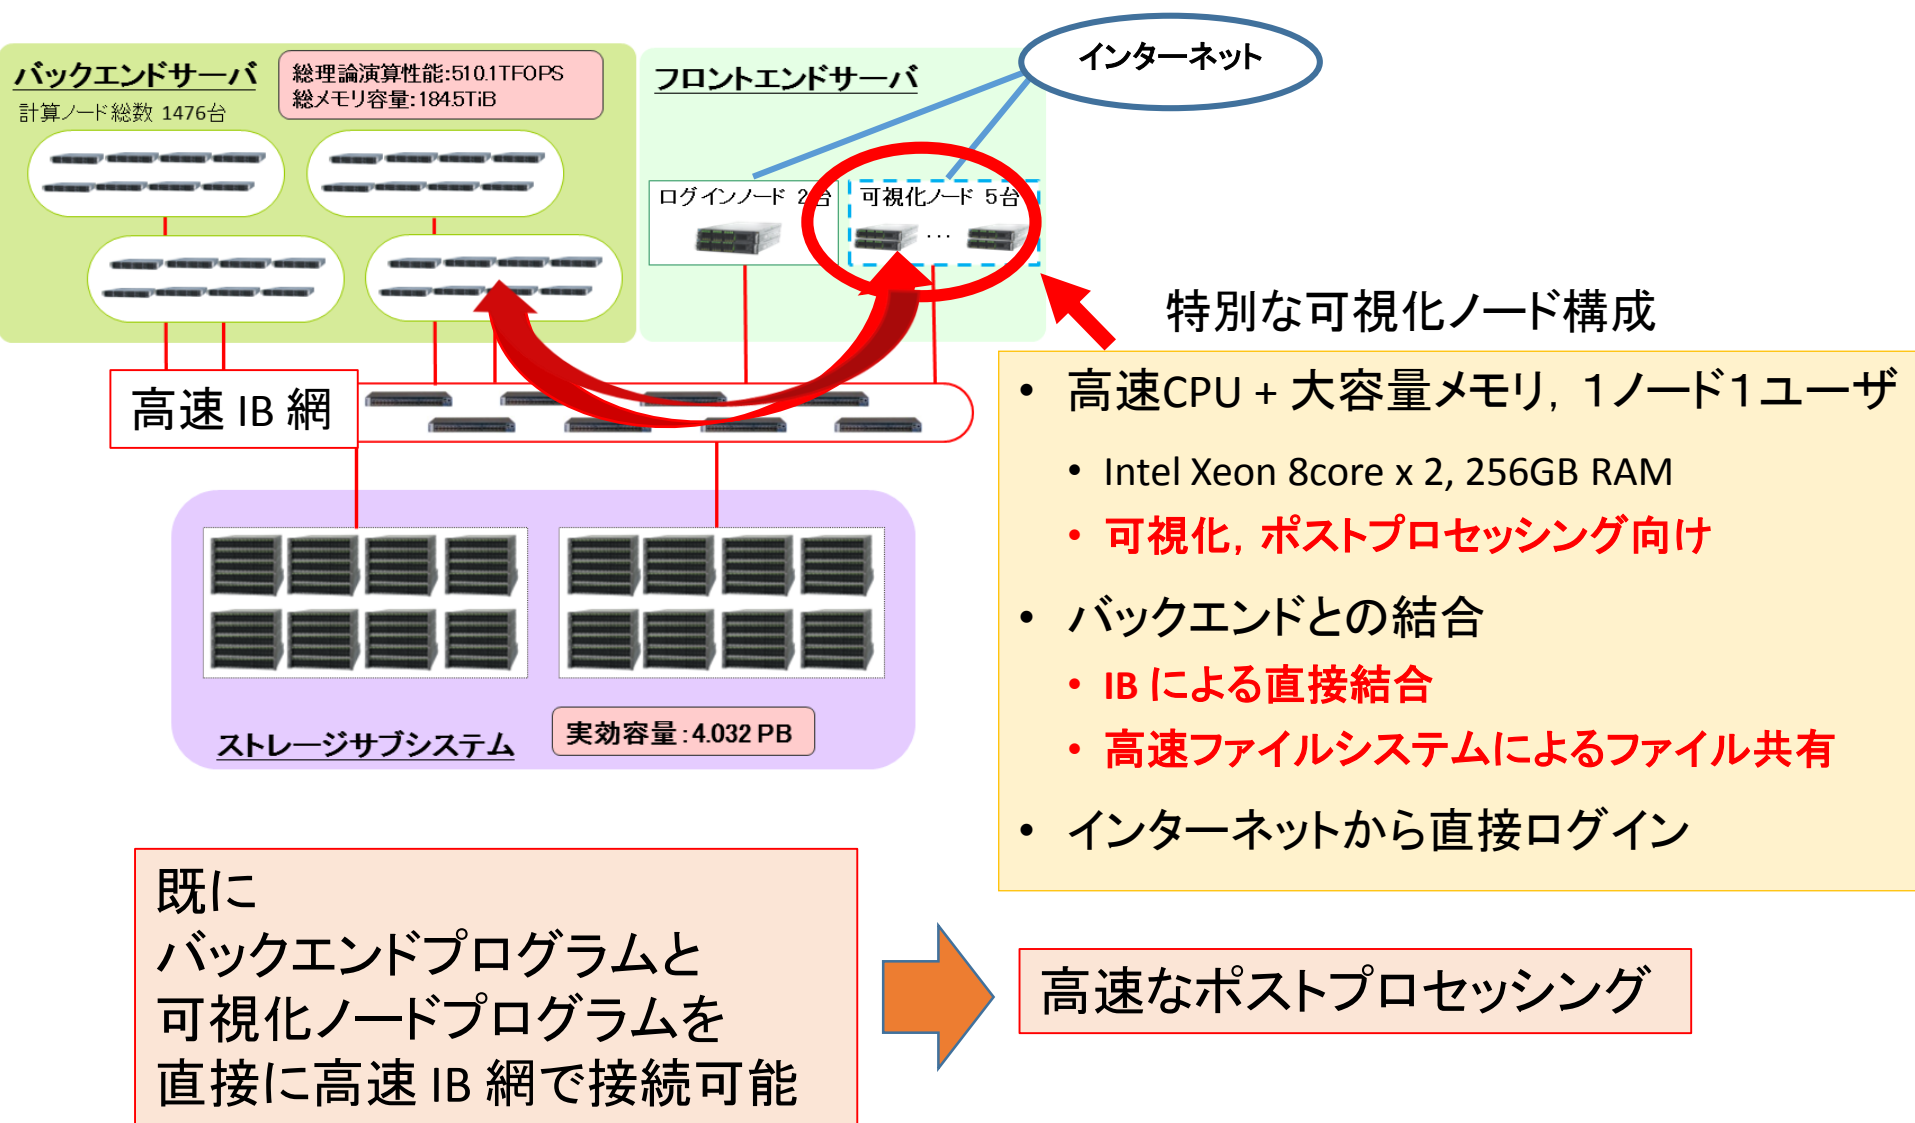 インターネット
バックエンドサーバ
計算ノード総数 1476台
総理論演算性能:510.1TFOPS
総メモリ容量:184.5TiB
フロントエンドサーバ
ログインノード 2台
可視化ノード 5台
...
高速 IB 網
ストレージサブシステム
実効容量:4.032 PB
特別な可視化ノード構成
• 高速CPU + 大容量メモリ, 1ノード1ユーザ
• Intel Xeon 8core x 2, 256GB RAM
• 可視化, ポストプロセッシング向け
• バックエンドとの結合
• IB による直接結合
• 高速ファイルシステムによるファイル共有
• インターネットから直接ログイン
既に
バックエンドプログラムと
可視化ノードプログラムを
直接に高速 IB 網で接続可能
高速なポストプロセッシング